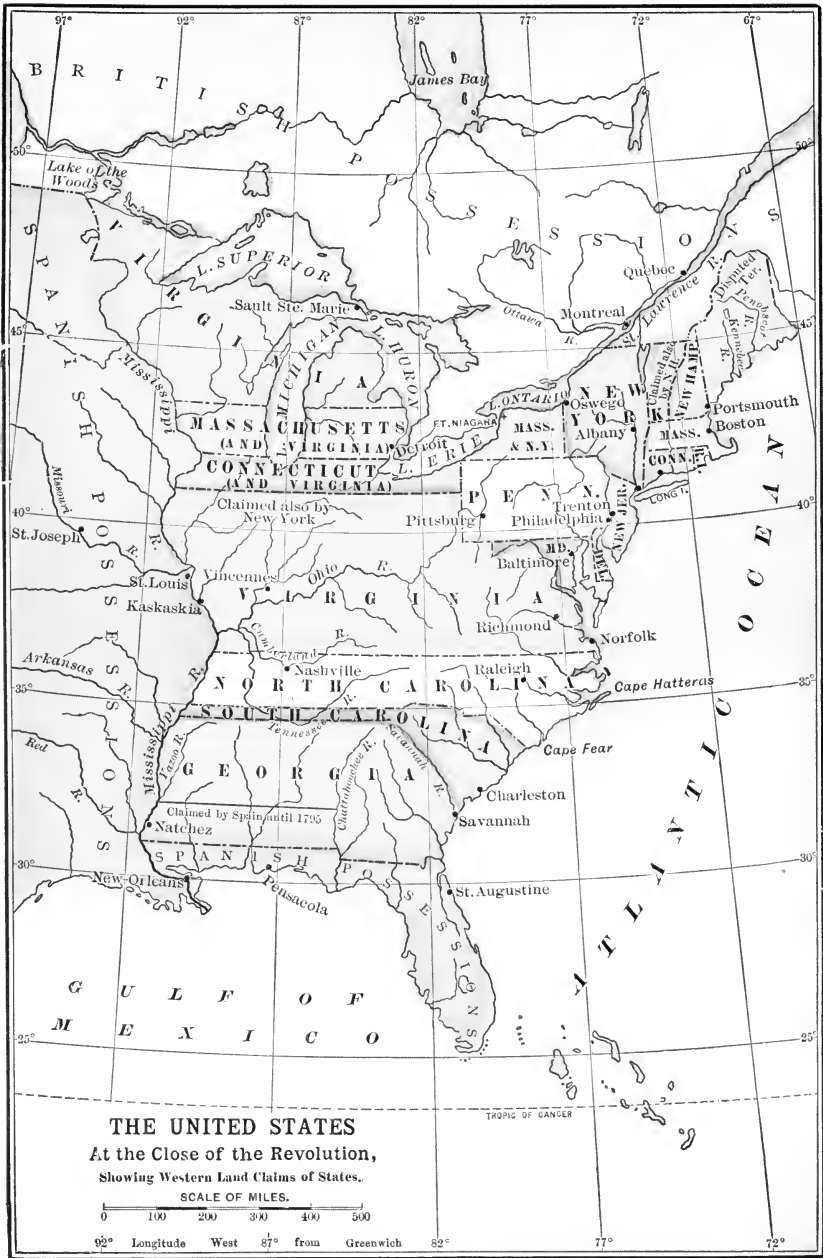 97° 92° 87° 82° 77° 72° 67°
James Bay
BRITISH POSSESSIONS
50° 50°
Lake of the
Woods
L. SUPERIOR
Quebec
Disputed
Ter.
Penobscot
R.
Kennebec
R.
St. Lawrence R.
Sault Ste. Marie
Montreal
Ottawa
R.
45° 45°
VIRGINIA
MICHIGAN
L. HURON
Mississippi
L. ONTARIO
Oswego
NEW
YORK
Albany
Claimed also
by N.H.
NEW HAMP.
Portsmouth
Boston
MASS.
CONN.
R.I.
LONG I.
FT. NIAGARA
MASS.
& N.Y.
MASSACHUSETTS
(AND VIRGINIA)
Detroit
L. ERIE
CONNECTICUT
(AND VIRGINIA)
Claimed also by
New York
PENN.
Pittsburg
Trenton
Philadelphia
NEW JER.
MD.
DEL.
Baltimore
40° 40°
Missouri
R.
St. Joseph
R.
St. Louis
Vincennes
Ohio R.
Kaskaskia
VIRGINIA
Richmond
Norfolk
SPANISH POSSESSIONS
Cumberland
R.
Nashville
Raleigh
NORTH CAROLINA
Cape Hatteras
Arkansas
R.
35° 35°
SOUTH CAROLINA
Tennessee R.
Cape Fear
Mississippi R.
Yazoo R.
GEORGIA
Chattahoochee R.
Savannah
R.
Red
R.
Charleston
Savannah
Claimed by Spain until 1795
Natchez
30° 30°
SPANISH POSSESSIONS
New Orleans
Pensacola
St. Augustine
ATLANTIC OCEAN
GULF OF
MEXICO
25° 25°
TROPIC OF CANCER
THE UNITED STATES
At the Close of the Revolution,
Showing Western Land Claims of States.
SCALE OF MILES.
0 100 200 300 400 500
92° Longitude West 87° from Greenwich 82° 77° 72°